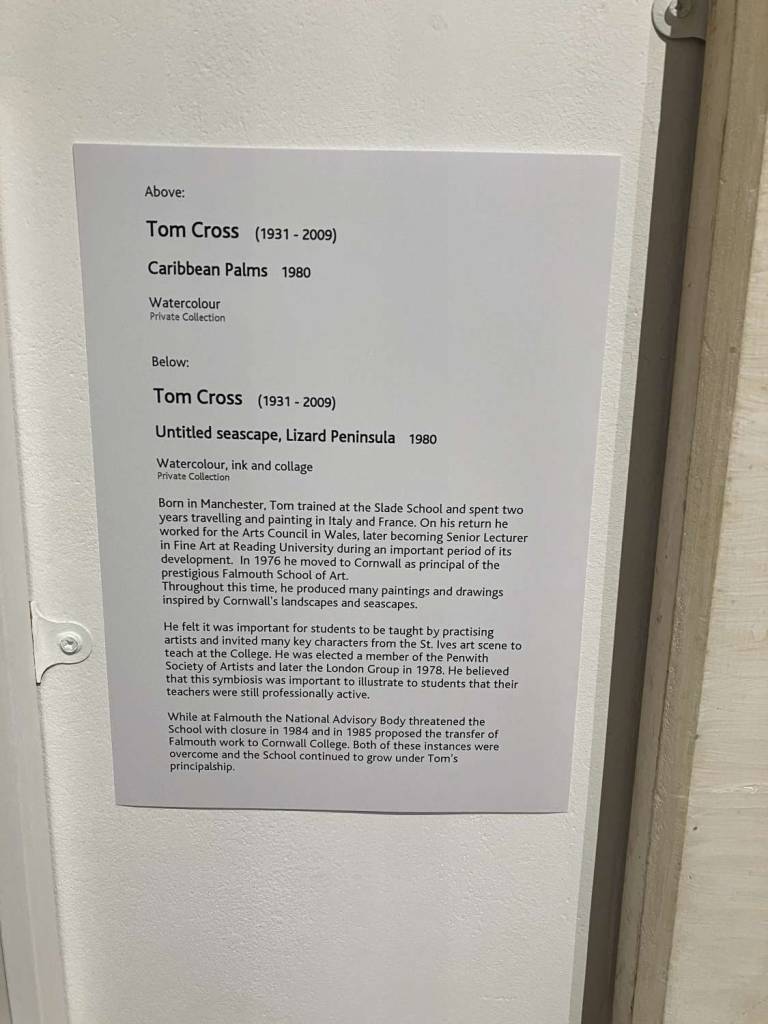 Above:
Tom Cross (1931 - 2009)
Caribbean Palms 1980
Watercolour
Private Collection
Below:
Tom Cross (1931 - 2009)
Untitled seascape, Lizard Peninsula 1980
Watercolour, ink and collage
Private Collection
Born in Manchester, Tom trained at the Slade School and spent two
years travelling and painting in Italy and France. On his return he
worked for the Arts Council in Wales, later becoming Senior Lecturer
in Fine Art at Reading University during an important period of its
development. In 1976 he moved to Cornwall as principal of the
prestigious Falmouth School of Art.
Throughout this time, he produced many paintings and drawings
inspired by Cornwall's landscapes and seascapes.
He felt it was important for students to be taught by practising
artists and invited many key characters from the St. Ives art scene to
teach at the College. He was elected a member of the Penwith
Society of Artists and later the London Group in 1978. He believed
that this symbiosis was important to illustrate to students that their
teachers were still professionally active.
While at Falmouth the National Advisory Body threatened the
School with closure in 1984 and in 1985 proposed the transfer of
Falmouth work to Cornwall College. Both of these instances were
overcome and the School continued to grow under Tom's
principalship.